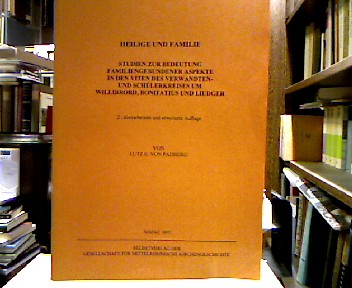 HEILIGE UND FAMILIE
STUDIEN ZUR BEDEUTUNG
FAMILIENGEBUNDENER ASPEKTE
IN DEN VITEN DES VERWANDTEN-
UND SCHÜLERKREISES UM
WILLIBRORD, BONIFATIUS UND LIUDGER
2., überarbeitete und erweiterte Auflage
VON
LUTZ E. VON PADBERG
SELBSTVERLAG DER
GESELLSCHAFT FÜR MITTELRHEINISCHE KIRCHENGESCHICHTE